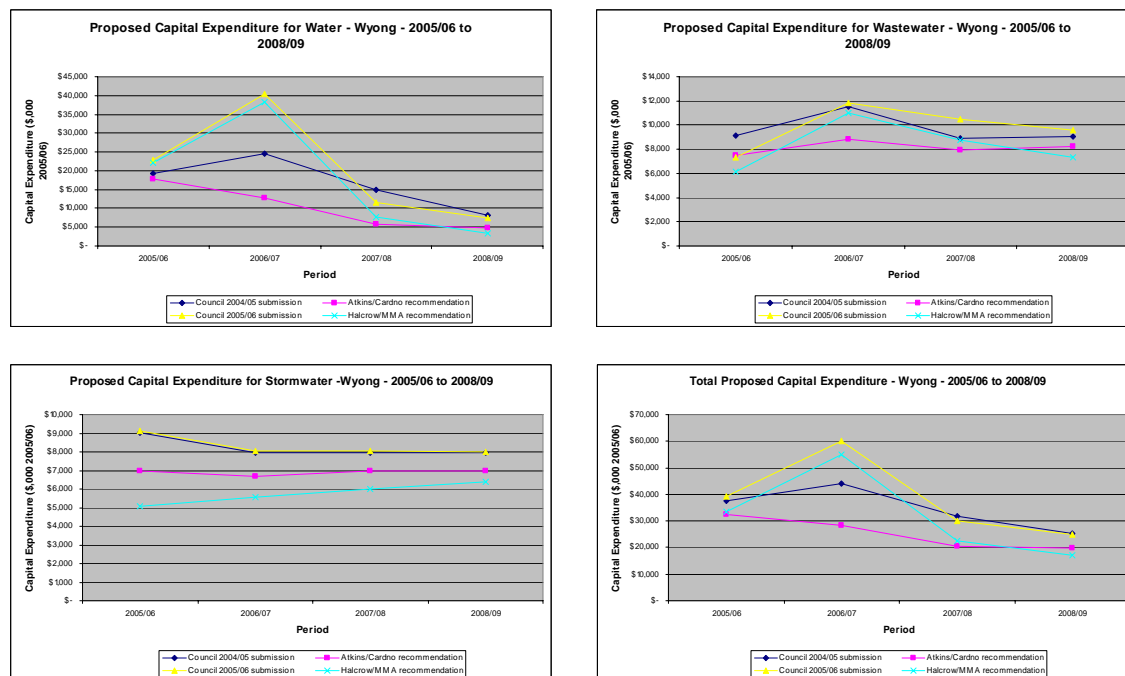 Proposed Capital Expenditure for Water - Wyong - 2005/06 to
2008/09
$45,000
$40,000
$35,000
$30,000
$25,000
$20,000
$15,000
$10,000
$5,000
$-
Capital Expenditure ($,000
2005/06)
2005/06 2006/07 2007/08 2008/09
Period
Council 2004/05 submission Atkins/Cardno recommendation
Council 2005/06 submission Halcrow/MMA recommendation
Proposed Capital Expenditure for Wastewater - Wyong - 2005/06 to
2008/09
$14,000
$12,000
$10,000
$8,000
$6,000
$4,000
$2,000
$-
Capital Expenditure ($,000
2005/06)
2005/06 2006/07 2007/08 2008/09
Period
Council 2004/05 submission Atkins/Cardno recommendation
Council 2005/06 submission Halcrow/MMA recommendation
Proposed Capital Expenditure for Stormwater -Wyong - 2005/06 to 2008/09
$10,000
$9,000
$8,000
$7,000
$6,000
$5,000
$4,000
$3,000
$2,000
$1,000
$-
Capital Expenditure ($,000 2005/06)
2005/06 2006/07 2007/08 2008/09
Period
Council 2004/05 submission Atkins/Cardno recommendation
Council 2005/06 submission Halcrow/MMA recommendation
Total Proposed Capital Expenditure - Wyong - 2005/06 to 2008/09
$70,000
$60,000
$50,000
$40,000
$30,000
$20,000
$10,000
$-
Capital Expenditure ($,000 2005/06)
2005/06 2006/07 2007/08 2008/09
Period
Council 2004/05 submission Atkins/Cardno recommendation
Council 2005/06 submission Halcrow/MMA recommendation